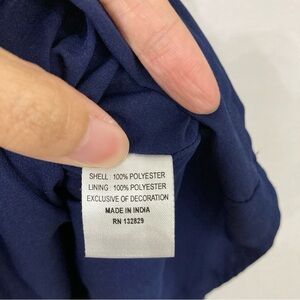 SHELL 100% POLYESTER
LINING 100% POLYESTER
EXCLUSIVE OF DECORATION
MADE IN INDIA
RN 132829